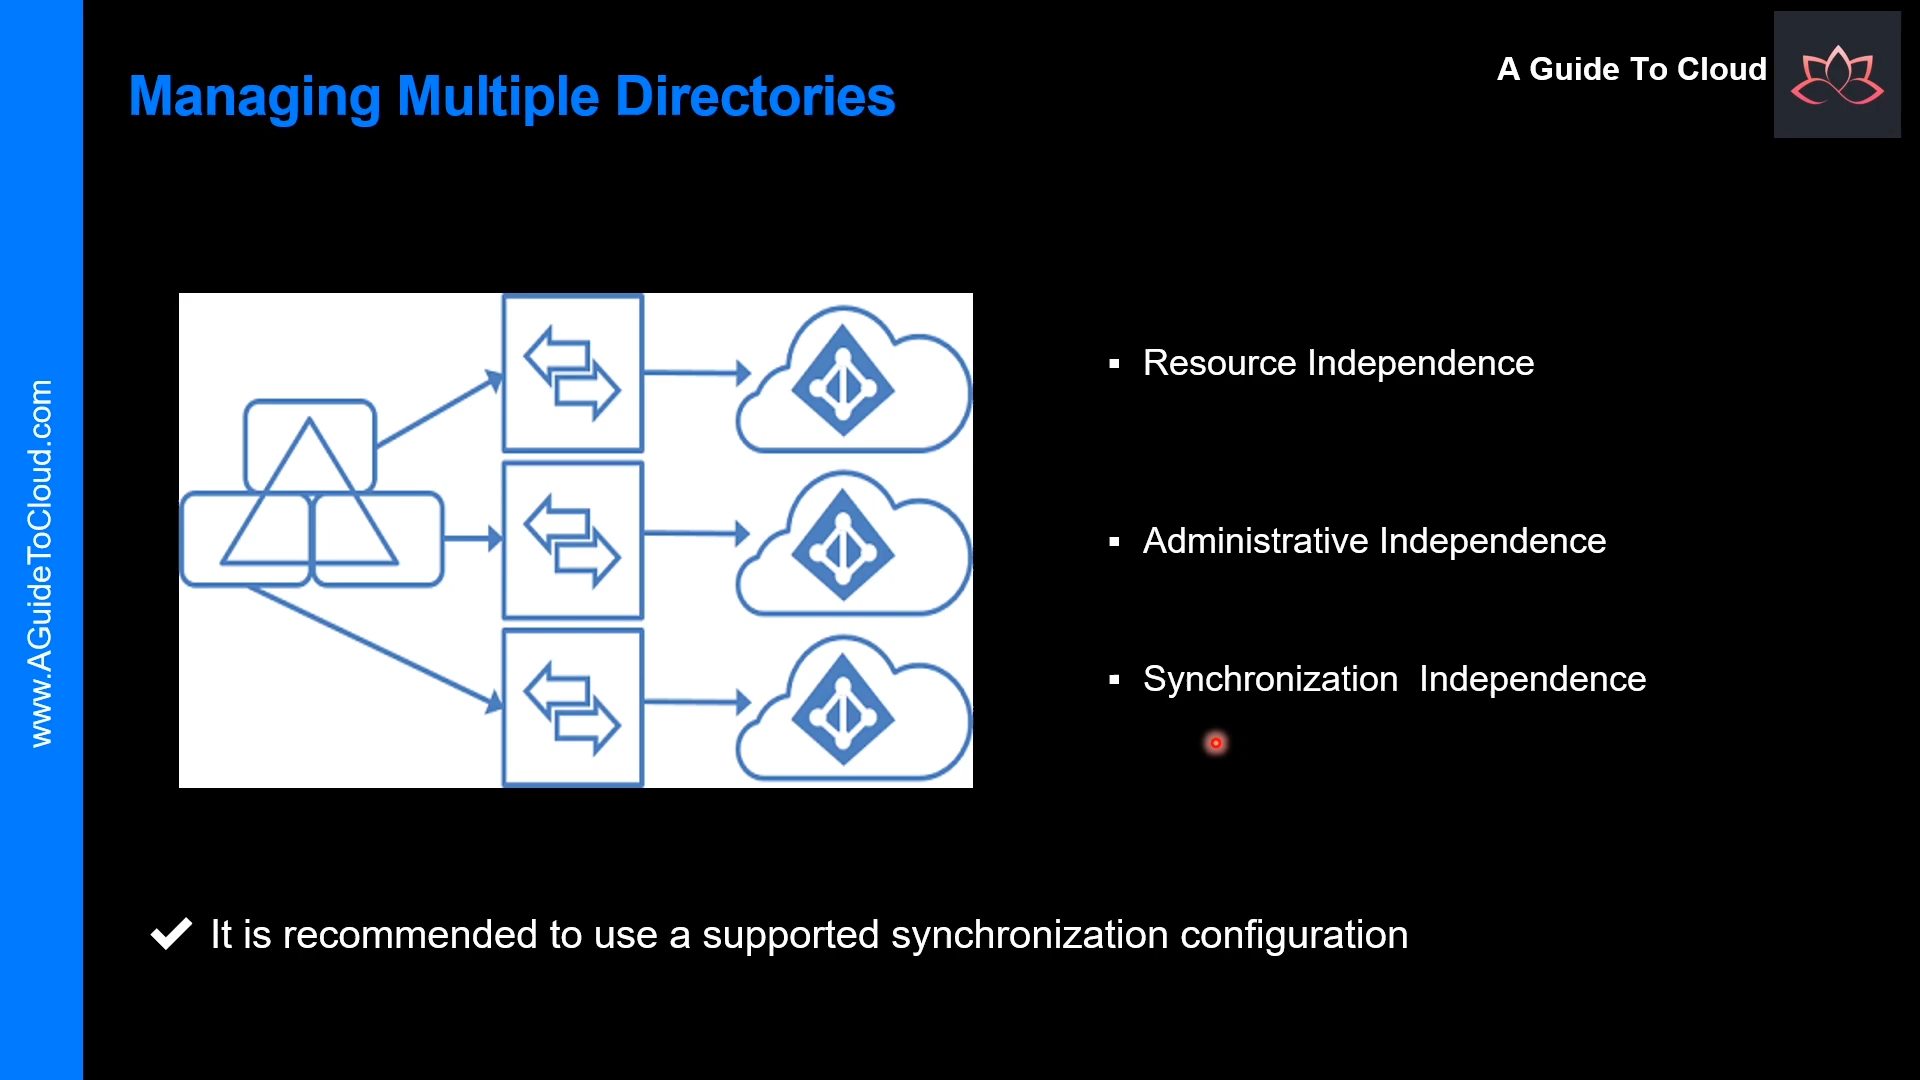 Managing Multiple Directories
A Guide To Cloud
www.AGuideToCloud.com
▪ Resource Independence
▪ Administrative Independence
▪ Synchronization  Independence
✔ It is recommended to use a supported synchronization configuration